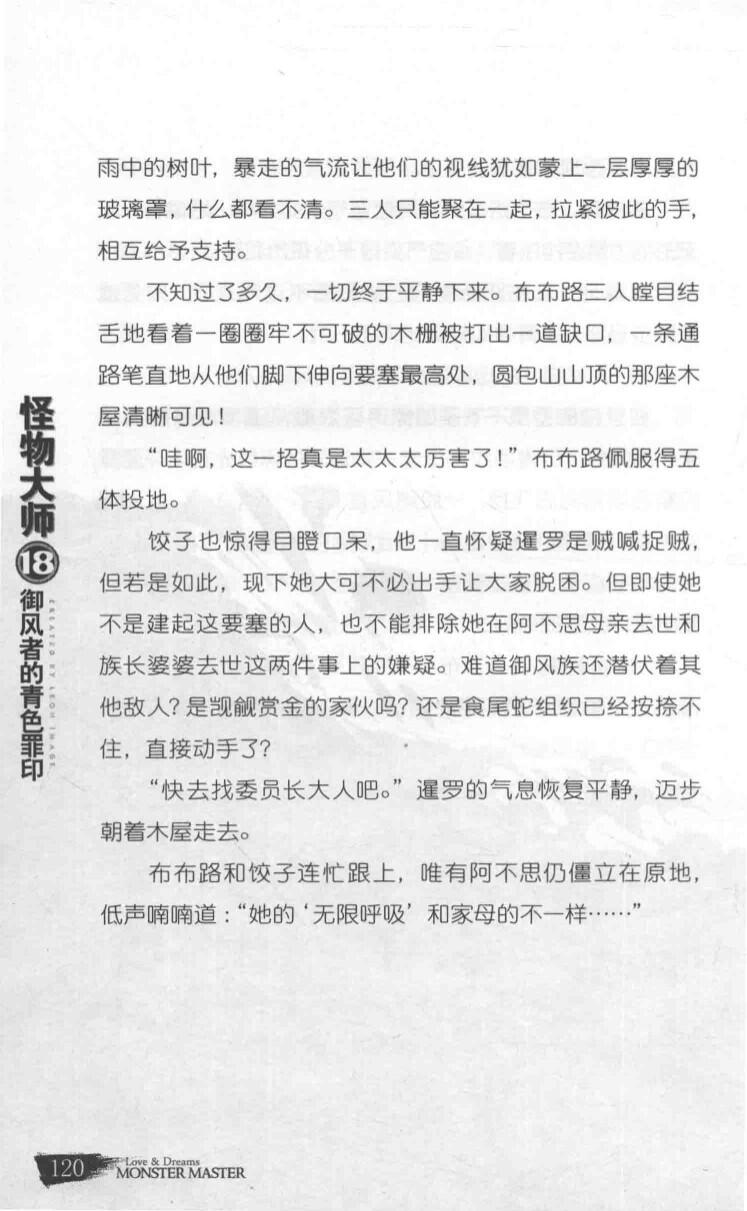 雨中的树叶，暴走的气流让他们的视线犹如蒙上一层厚厚的
玻璃罩，什么都看不清。三人只能聚在一起，拉紧彼此的手，
相互给予支持。
不知过了多久，一切终于平静下来。布布路三人瞠目结
舌地看着一圈圈牢不可破的木栅被打出一道缺口，一条通
路笔直地从他们脚下伸向要塞最高处，圆包山山顶的那座木
屋清晰可见！
“哇啊，这一招真是太太太厉害了！”布布路佩服得五
体投地。
饺子也惊得目瞪口呆，他一直怀疑暹罗是贼喊捉贼，
但若是如此，现下她大可不必出手让大家脱困。但即使她
不是建起这要塞的人，也不能排除她在阿不思母亲去世和
族长婆婆去世这两件事上的嫌疑。难道御风族还潜伏着其
他敌人？是觊觎赏金的家伙吗？还是食尾蛇组织已经按捺不
住，直接动手了？
“快去找委员长大人吧。”暹罗的气息恢复平静，迈步
朝着木屋走去。
布布路和饺子连忙跟上，唯有阿不思仍僵立在原地，
低声喃喃道：“她的‘无限呼吸’和家母的不一样……”
怪物大师
18
御风者的青色罪印
CREATED BY LEON IMAGE
120
Love & Dreams
MONSTER MASTER